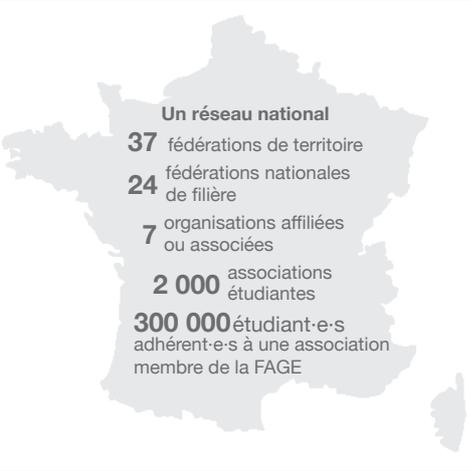 Un réseau national
37 fédérations de territoire
24 fédérations nationales
de filière
7 organisations affiliées
ou associées
2 000 associations
étudiantes
300 000 étudiant·e·s
adhérent·e·s à une association
membre de la FAGE